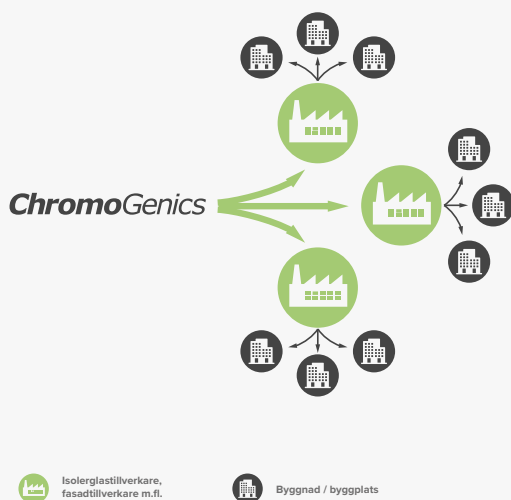 ChromoGenics
Isolerglastillverkare,
fasadtillverkare m.fl.
Byggnad / byggplats